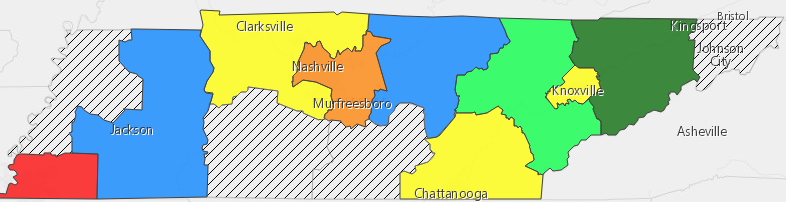 Bristol
Clarksville
Kingsport
Johnson
City
Nashville
Knoxville
Murfreesboro
Jackson
Asheville
Chattanooga